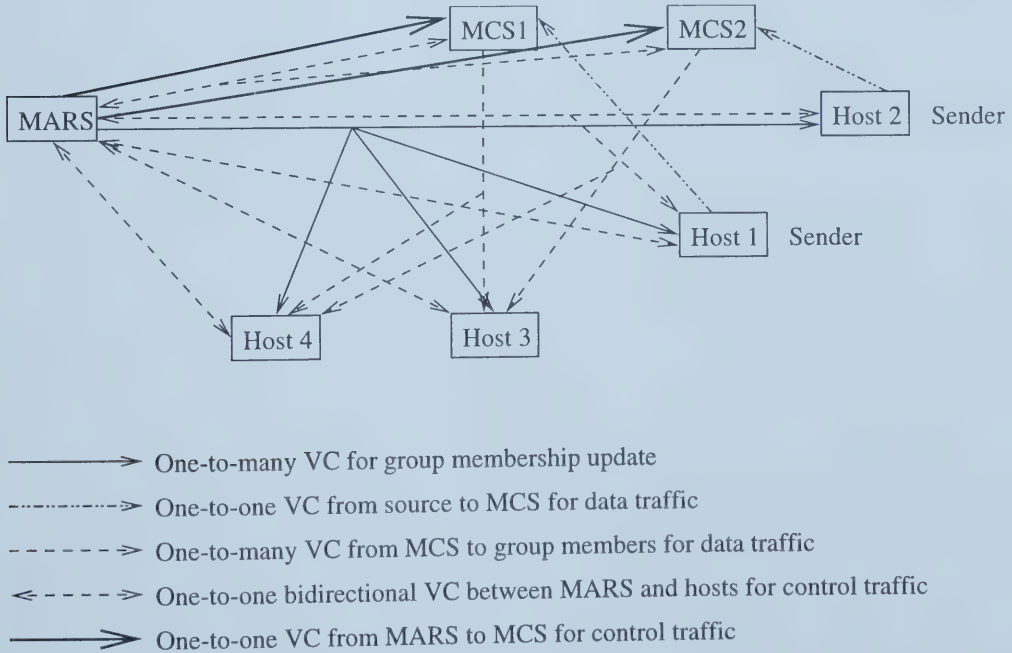 MCS1
MCS2
MARS
Host 2 Sender
Host 1 Sender
Host 4
Host 3
One-to-many VC for group membership update
One-to-one VC from source to MCS for data traffic
One-to-many VC from MCS to group members for data traffic
One-to-one bidirectional VC between MARS and hosts for control traffic
One-to-one VC from MARS to MCS for control traffic